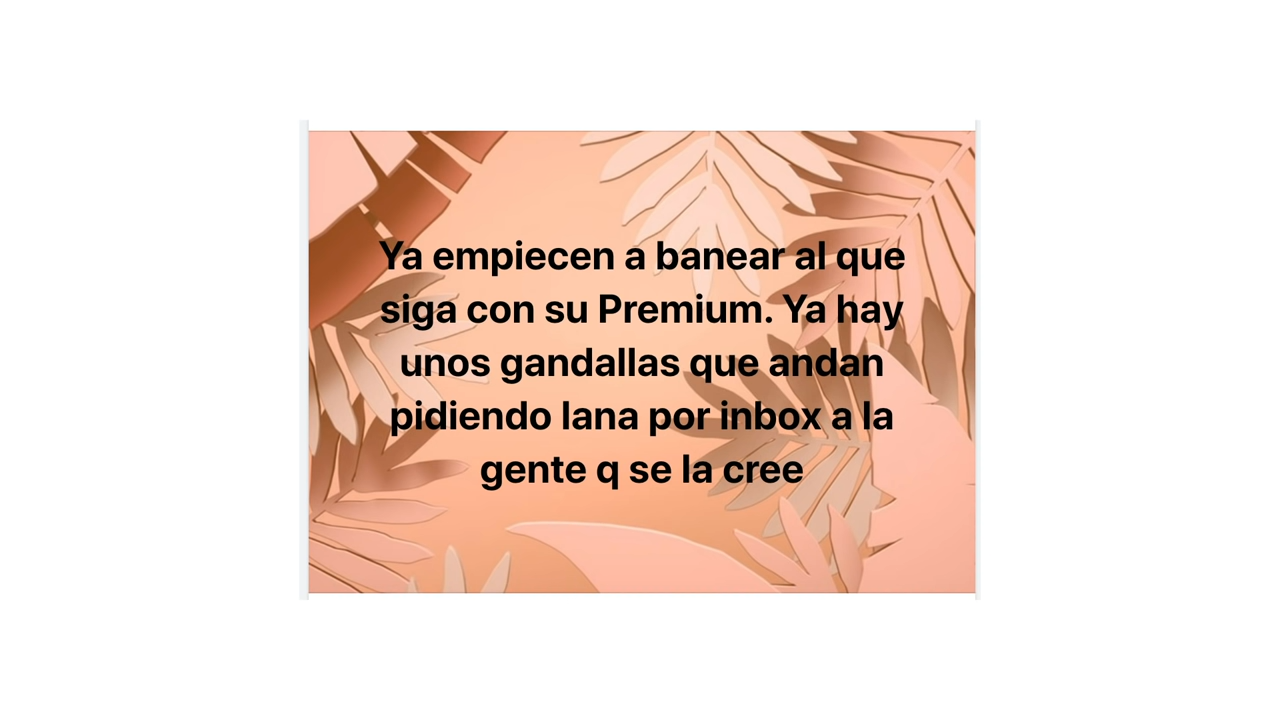 Ya empiecen a banear al que
siga con su Premium. Ya hay
unos gandallas que andan
pidiendo lana por inbox a la
gente q se la cree